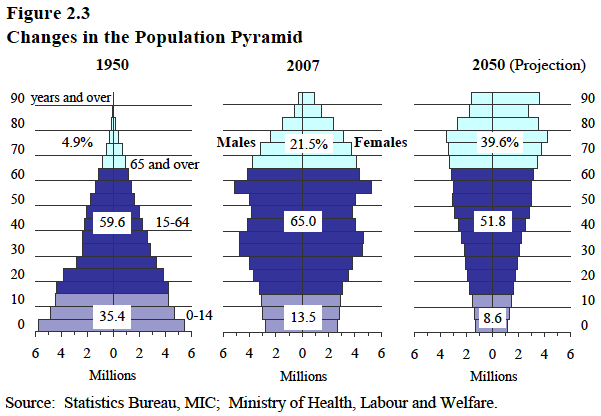 Figure 2.3
Changes in the Population Pyramid
1950 2007 2050 (Projection)
90 years and over 90
80 80
4.9% Males 21.5% Females 39.6%
70 65 and over 70
60 60
50 50
59.6 15-64 65.0 51.8
40 40
30 30
20 20
10 10
35.4 0-14 13.5 8.6
0 0
6 4 2 0 2 4 6 6 4 2 0 2 4 6 6 4 2 0 2 4 6
Millions Millions Millions
Source: Statistics Bureau, MIC; Ministry of Health, Labour and Welfare.